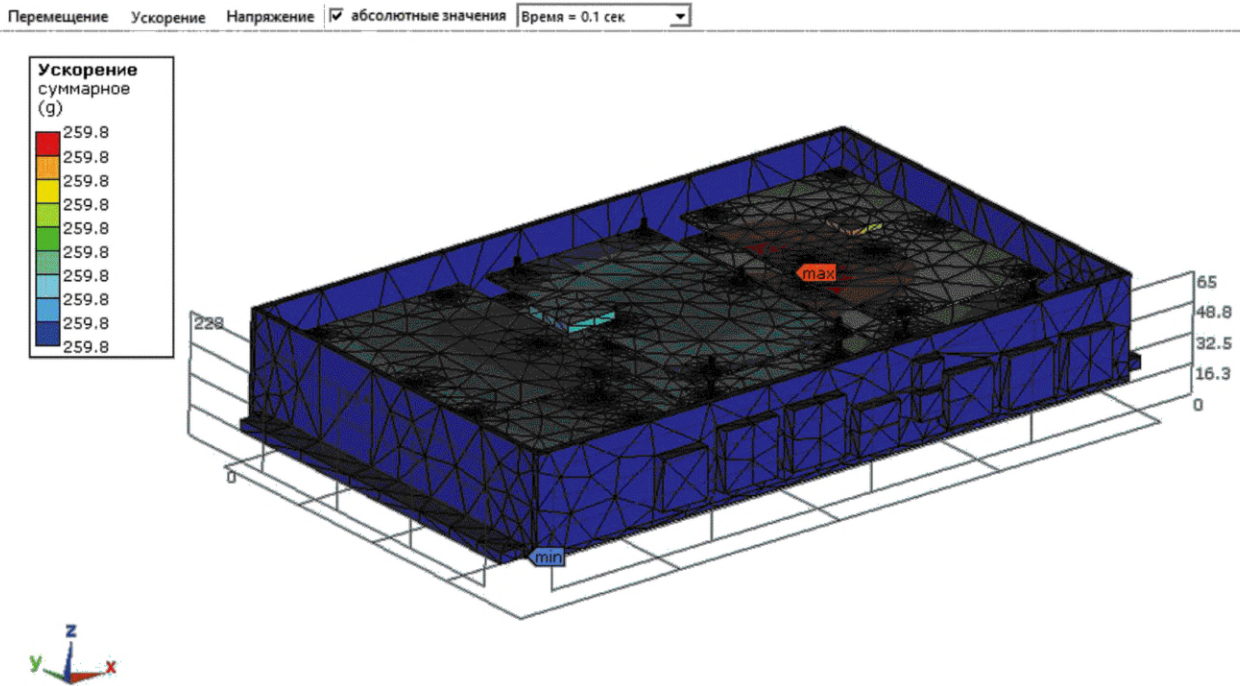 Перемещение Ускорение Напряжение абсолютные значения Время = 0.1 сек
Ускорение
суммарное
(g)
259.8
259.8
259.8
259.8
259.8
259.8
259.8
259.8
259.8
259.8
max
min
228
0
65
48.8
32.5
16.3
0
z
y
x